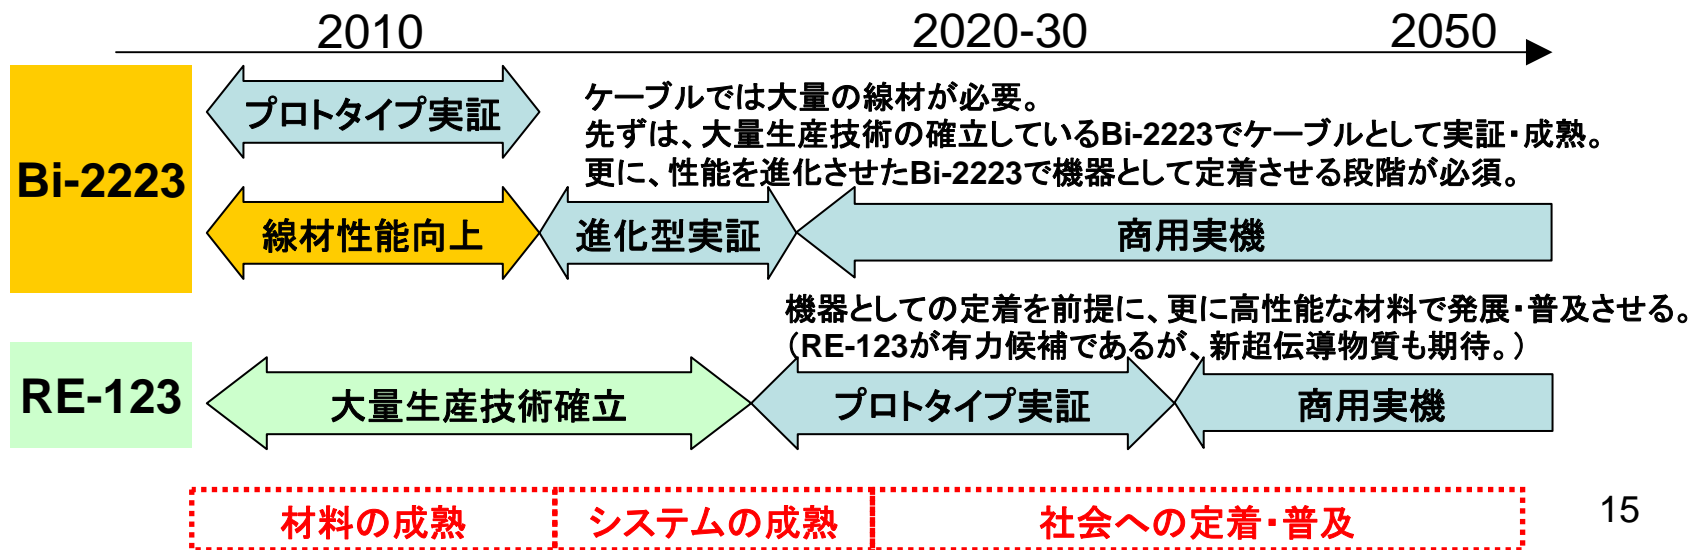 2010 2020-30 2050
プロトタイプ実証
ケーブルでは大量の線材が必要。
先ずは、大量生産技術の確立しているBi-2223でケーブルとして実証・成熟。
更に、性能を進化させたBi-2223で機器として定着させる段階が必須。
Bi-2223
線材性能向上 進化型実証 商用実機
機器としての定着を前提に、更に高性能な材料で発展・普及させる。
（RE-123が有力候補であるが、新超伝導物質も期待。）
RE-123 大量生産技術確立 プロトタイプ実証 商用実機
材料の成熟 システムの成熟 社会への定着・普及
15